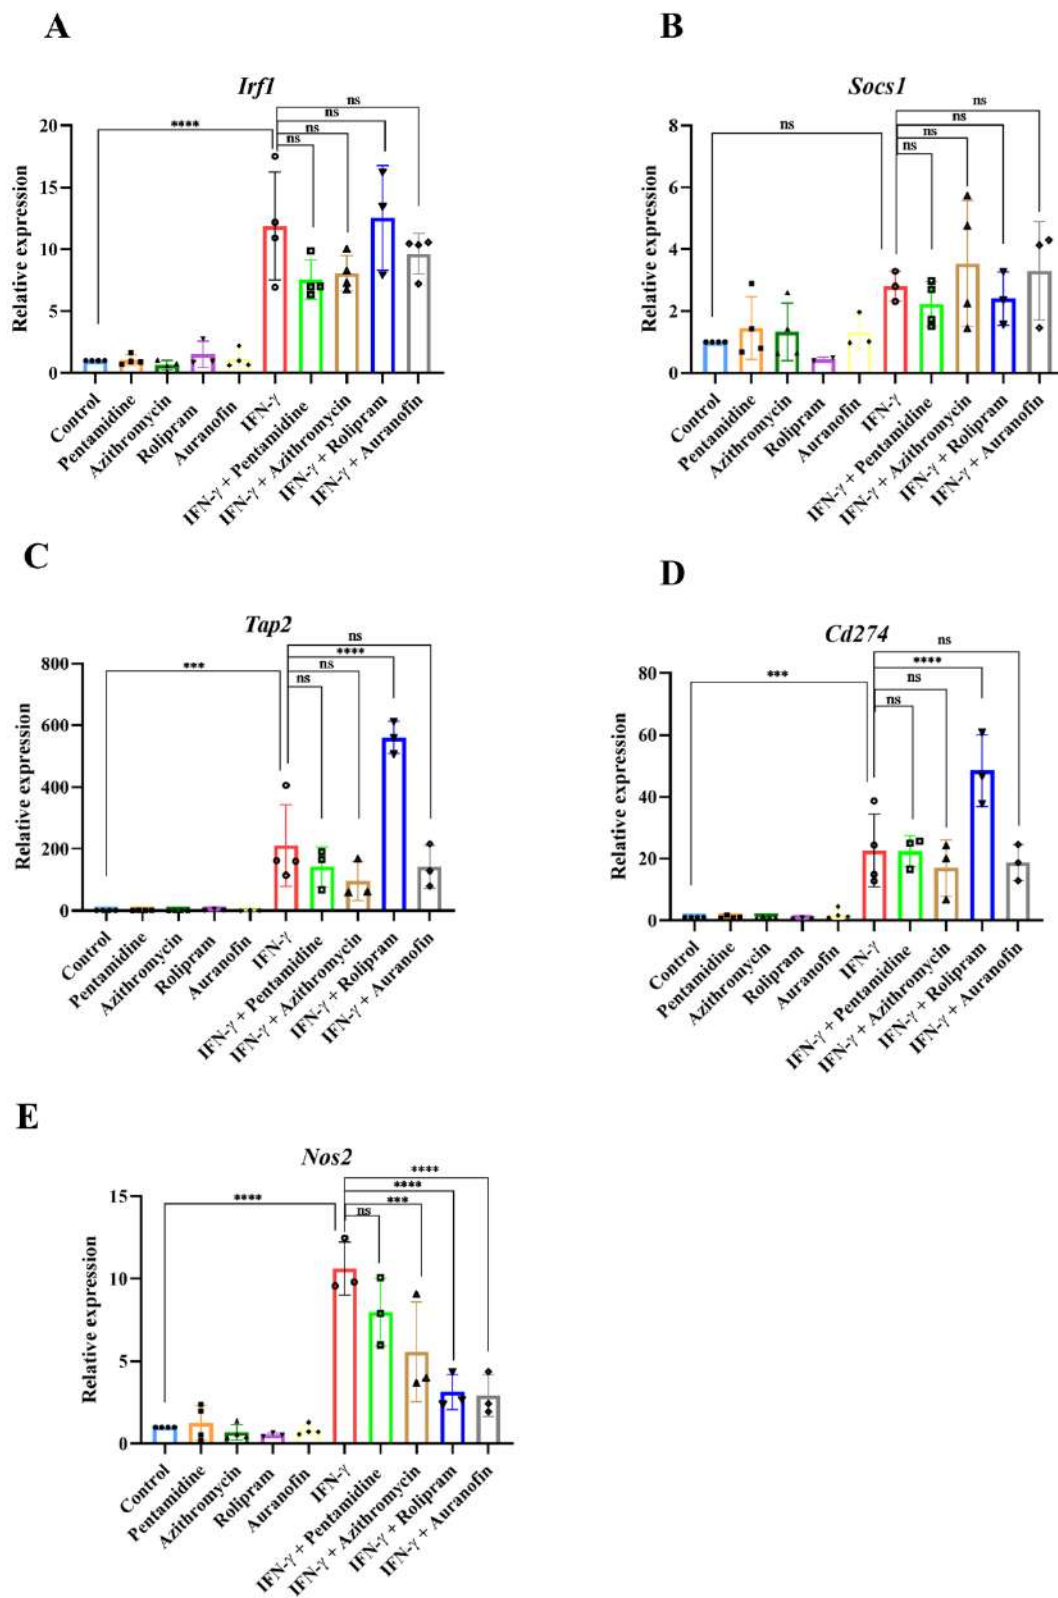 A
Irf1
Relative expression
20
15
10
5
0
****
ns
ns
ns
ns
Control
Pentamidine
Azithromycin
Rolipram
Auranofin
IFN-γ
IFN-γ + Pentamidine
IFN-γ + Azithromycin
IFN-γ + Rolipram
IFN-γ + Auranofin
B
Socs1
Relative expression
8
6
4
2
0
ns
ns
ns
ns
ns
Control
Pentamidine
Azithromycin
Rolipram
Auranofin
IFN-γ
IFN-γ + Pentamidine
IFN-γ + Azithromycin
IFN-γ + Rolipram
IFN-γ + Auranofin
C
Tap2
Relative expression
800
600
400
200
0
***
ns
****
ns
ns
Control
Pentamidine
Azithromycin
Rolipram
Auranofin
IFN-γ
IFN-γ + Pentamidine
IFN-γ + Azithromycin
IFN-γ + Rolipram
IFN-γ + Auranofin
D
Cd274
Relative expression
80
60
40
20
0
***
ns
****
ns
ns
Control
Pentamidine
Azithromycin
Rolipram
Auranofin
IFN-γ
IFN-γ + Pentamidine
IFN-γ + Azithromycin
IFN-γ + Rolipram
IFN-γ + Auranofin
E
Nos2
Relative expression
15
10
5
0
****
****
****
***
ns
Control
Pentamidine
Azithromycin
Rolipram
Auranofin
IFN-γ
IFN-γ + Pentamidine
IFN-γ + Azithromycin
IFN-γ + Rolipram
IFN-γ + Auranofin